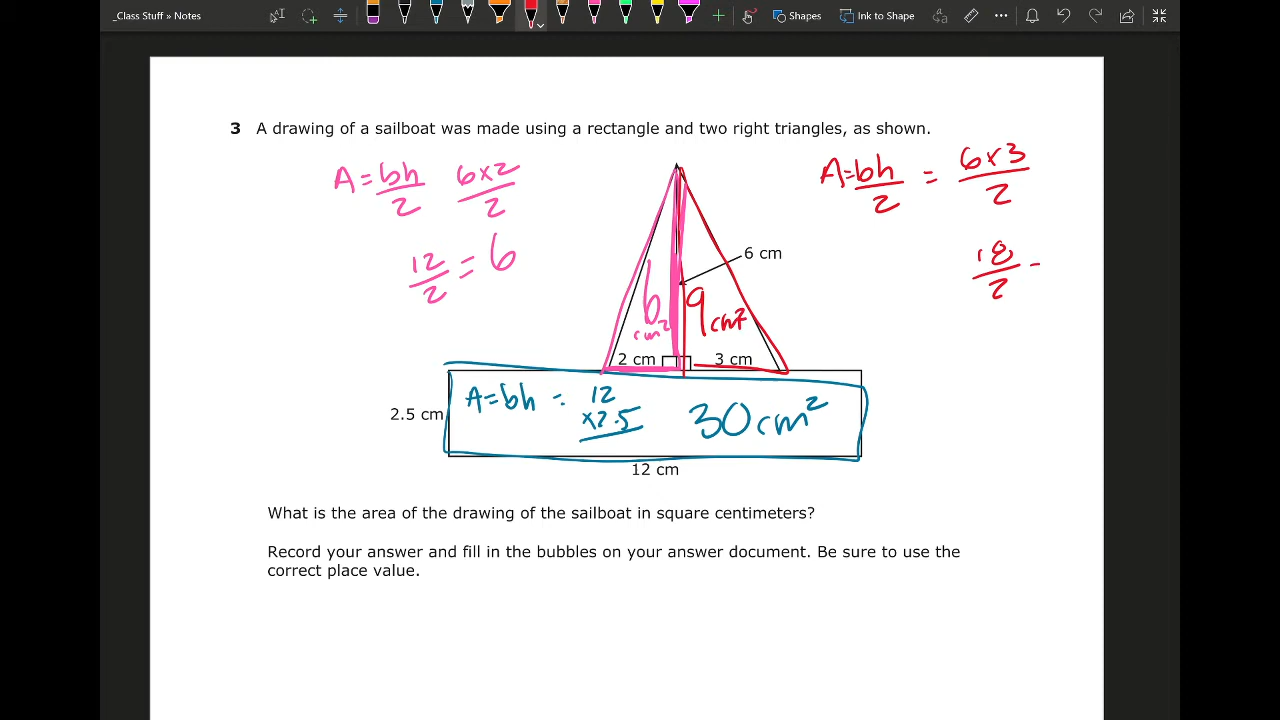 _Class Stuff » Notes
Shapes
Ink to Shape
3 A drawing of a sailboat was made using a rectangle and two right triangles, as shown.
A=bh/2 6x2/2
12/2 = 6
A=bh/2 = 6x3/2
18/2 -
6 cm
6 cm²
9 cm²
2 cm
3 cm
2.5 cm
A=bh = 12
x2.5
30cm²
12 cm
What is the area of the drawing of the sailboat in square centimeters?
Record your answer and fill in the bubbles on your answer document. Be sure to use the
correct place value.